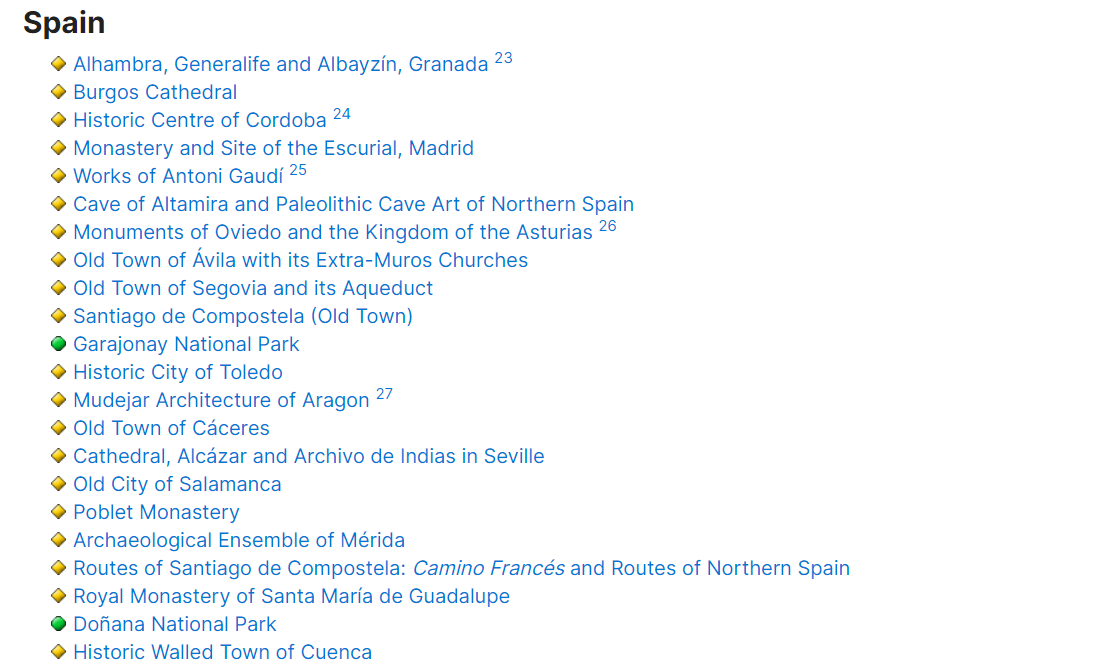 Spain
Alhambra, Generalife and Albayzín, Granada 23
Burgos Cathedral
Historic Centre of Cordoba 24
Monastery and Site of the Escurial, Madrid
Works of Antoni Gaudí 25
Cave of Altamira and Paleolithic Cave Art of Northern Spain
Monuments of Oviedo and the Kingdom of the Asturias 26
Old Town of Ávila with its Extra-Muros Churches
Old Town of Segovia and its Aqueduct
Santiago de Compostela (Old Town)
Garajonay National Park
Historic City of Toledo
Mudejar Architecture of Aragon 27
Old Town of Cáceres
Cathedral, Alcázar and Archivo de Indias in Seville
Old City of Salamanca
Poblet Monastery
Archaeological Ensemble of Mérida
Routes of Santiago de Compostela: Camino Francés and Routes of Northern Spain
Royal Monastery of Santa María de Guadalupe
Doñana National Park
Historic Walled Town of Cuenca